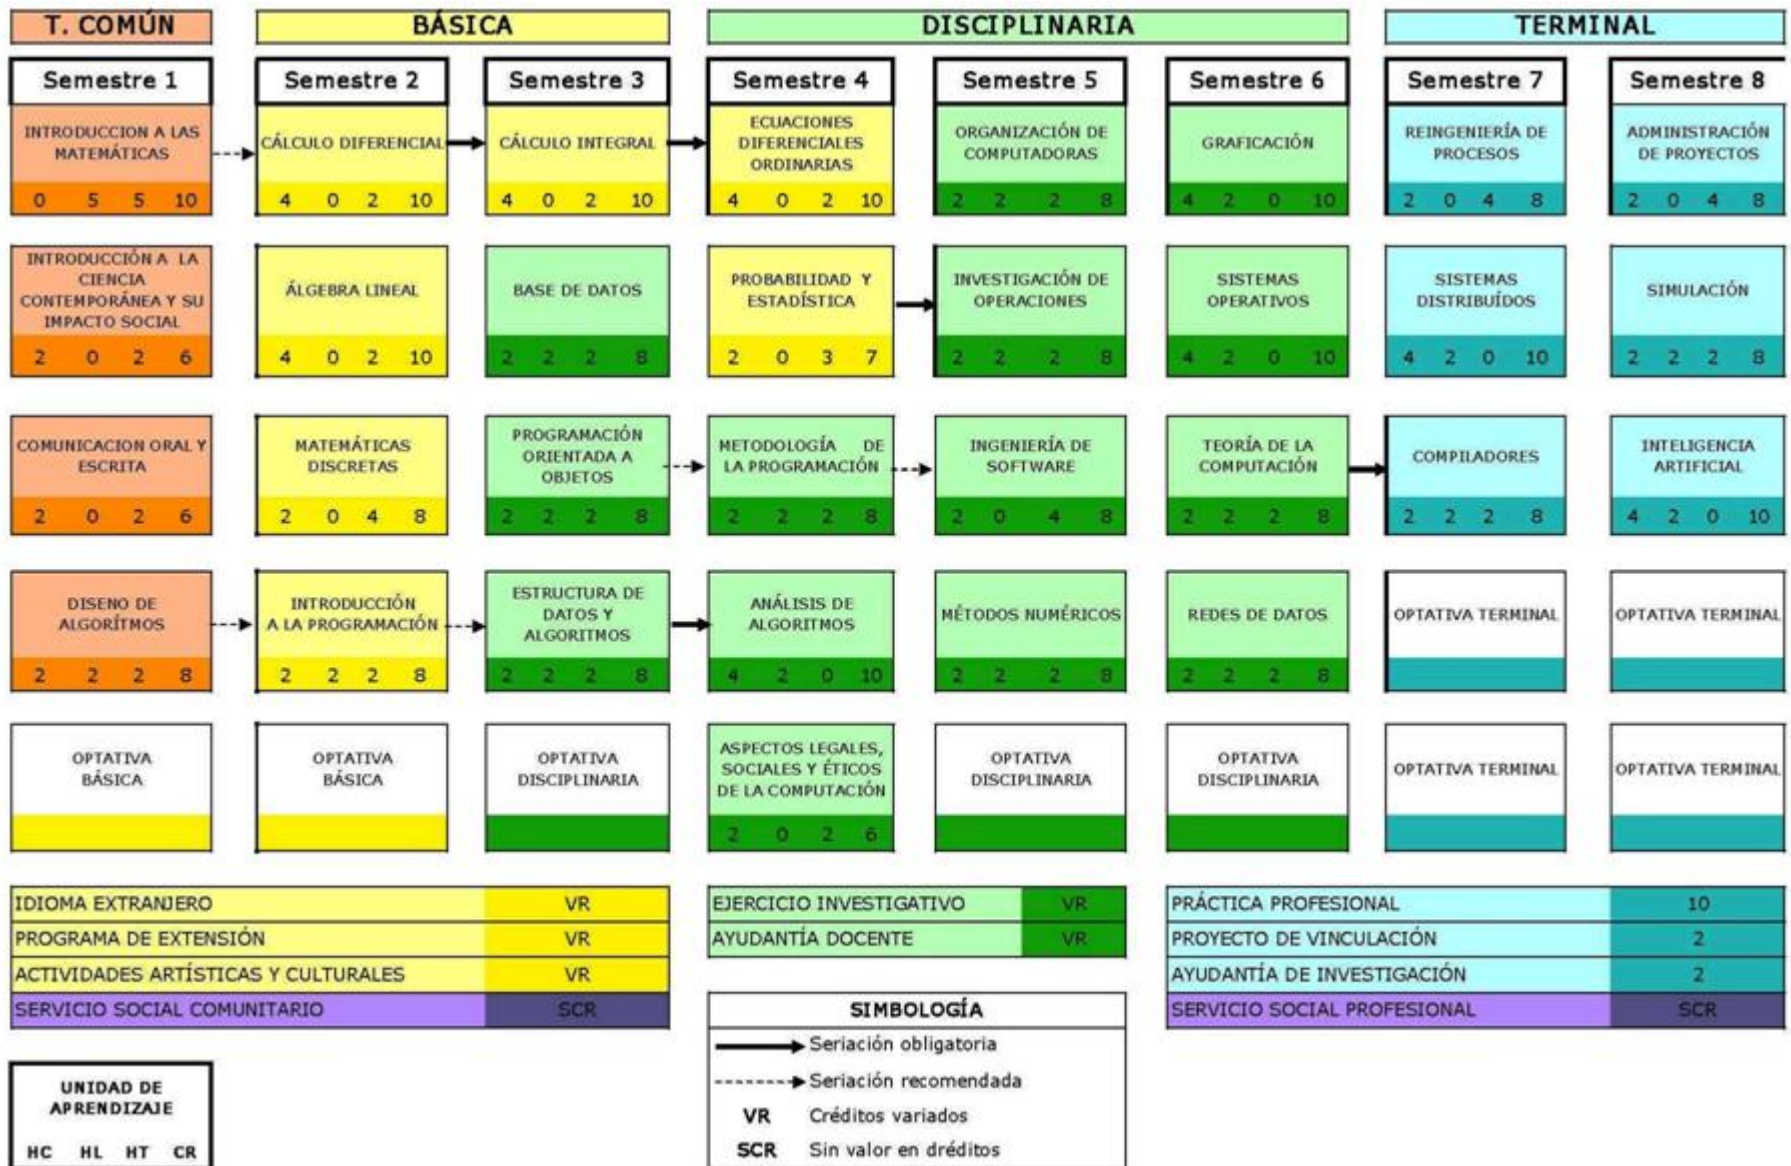 T. COMÚN BÁSICA DISCIPLINARIA TERMINAL
Semestre 1 Semestre 2 Semestre 3 Semestre 4 Semestre 5 Semestre 6 Semestre 7 Semestre 8
INTRODUCCION A LAS
MATEMÁTICAS
0 5 5 10
CÁLCULO DIFERENCIAL
4 0 2 10
CÁLCULO INTEGRAL
4 0 2 10
ECUACIONES
DIFERENCIALES
ORDINARIAS
4 0 2 10
ORGANIZACIÓN DE
COMPUTADORAS
2 2 2 8
GRAFICACIÓN
4 2 0 10
REINGENIERÍA DE
PROCESOS
2 0 4 8
ADMINISTRACIÓN
DE PROYECTOS
2 0 4 8
INTRODUCCIÓN A LA
CIENCIA
CONTEMPORÁNEA Y SU
IMPACTO SOCIAL
2 0 2 6
ÁLGEBRA LINEAL
4 0 2 10
BASE DE DATOS
2 2 2 8
PROBABILIDAD Y
ESTADÍSTICA
2 0 3 7
INVESTIGACIÓN DE
OPERACIONES
2 2 2 8
SISTEMAS
OPERATIVOS
4 2 0 10
SISTEMAS
DISTRIBUÍDOS
4 2 0 10
SIMULACIÓN
2 2 2 8
COMUNICACION ORAL Y
ESCRITA
2 0 2 6
MATEMÁTICAS
DISCRETAS
2 0 4 8
PROGRAMACIÓN
ORIENTADA A
OBJETOS
2 2 2 8
METODOLOGÍA DE
LA PROGRAMACIÓN
2 2 2 8
INGENIERÍA DE
SOFTWARE
2 0 4 8
TEORÍA DE LA
COMPUTACIÓN
2 2 2 8
COMPILADORES
2 2 2 8
INTELIGENCIA
ARTIFICIAL
4 2 0 10
DISENO DE
ALGORÍTMOS
2 2 2 8
INTRODUCCIÓN
A LA PROGRAMACIÓN
2 2 2 8
ESTRUCTURA DE
DATOS Y
ALGORITMOS
2 2 2 8
ANÁLISIS DE
ALGORITMOS
4 2 0 10
MÉTODOS NUMÉRICOS
2 2 2 8
REDES DE DATOS
2 2 2 8
OPTATIVA TERMINAL
OPTATIVA TERMINAL
OPTATIVA
BÁSICA
OPTATIVA
BÁSICA
OPTATIVA
DISCIPLINARIA
ASPECTOS LEGALES,
SOCIALES Y ÉTICOS
DE LA COMPUTACIÓN
2 0 2 6
OPTATIVA
DISCIPLINARIA
OPTATIVA
DISCIPLINARIA
OPTATIVA TERMINAL
OPTATIVA TERMINAL
IDIOMA EXTRANJERO VR
PROGRAMA DE EXTENSIÓN VR
ACTIVIDADES ARTÍSTICAS Y CULTURALES VR
SERVICIO SOCIAL COMUNITARIO SCR
EJERCICIO INVESTIGATIVO VR
AYUDANTÍA DOCENTE VR
PRÁCTICA PROFESIONAL 10
PROYECTO DE VINCULACIÓN 2
AYUDANTÍA DE INVESTIGACIÓN 2
SERVICIO SOCIAL PROFESIONAL SCR
SIMBOLOGÍA
Seriación obligatoria
Seriación recomendada
VR Créditos variados
SCR Sin valor en dréditos
UNIDAD DE
APRENDIZAJE
HC HL HT CR